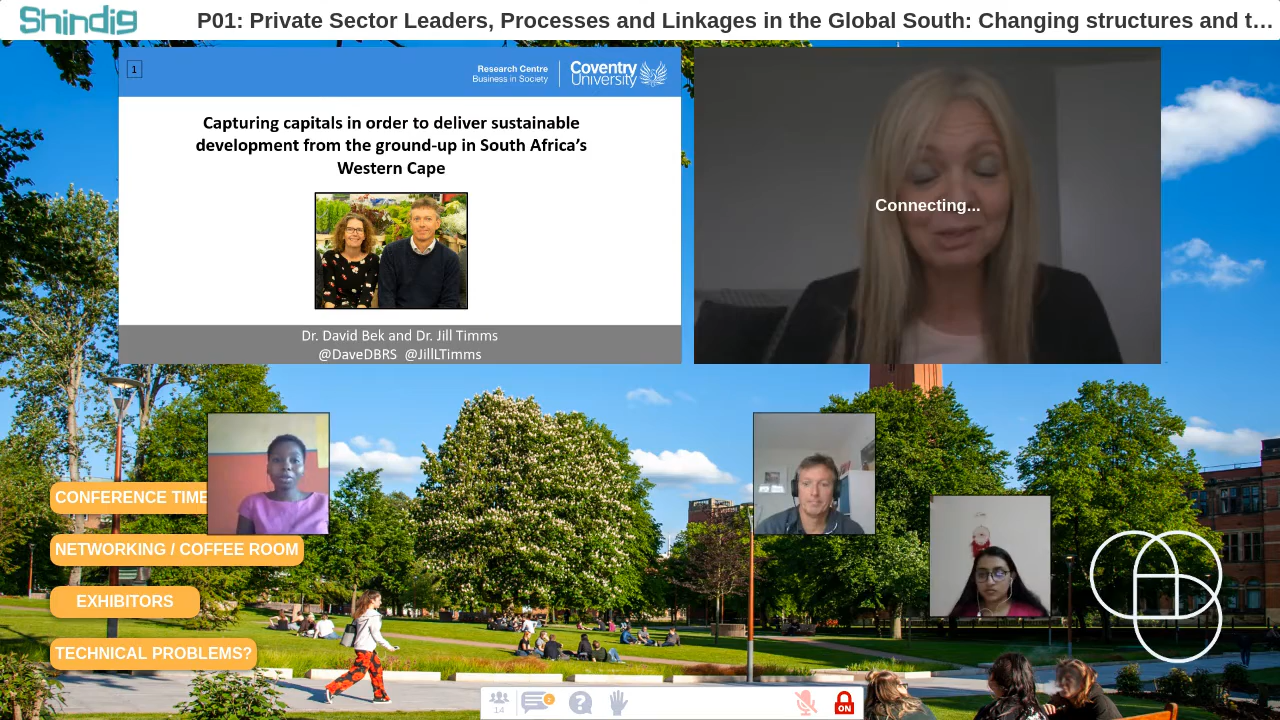 Shindig
P01: Private Sector Leaders, Processes and Linkages in the Global South: Changing structures and t...
1
Research Centre
Business in Society
Coventry
University
Capturing capitals in order to deliver sustainable
development from the ground-up in South Africa's
Western Cape
Dr. David Bek and Dr. Jill Timms
@DaveDBRS @JillLTimms
Connecting...
CONFERENCE TIME
NETWORKING / COFFEE ROOM
EXHIBITORS
TECHNICAL PROBLEMS?
14
ON